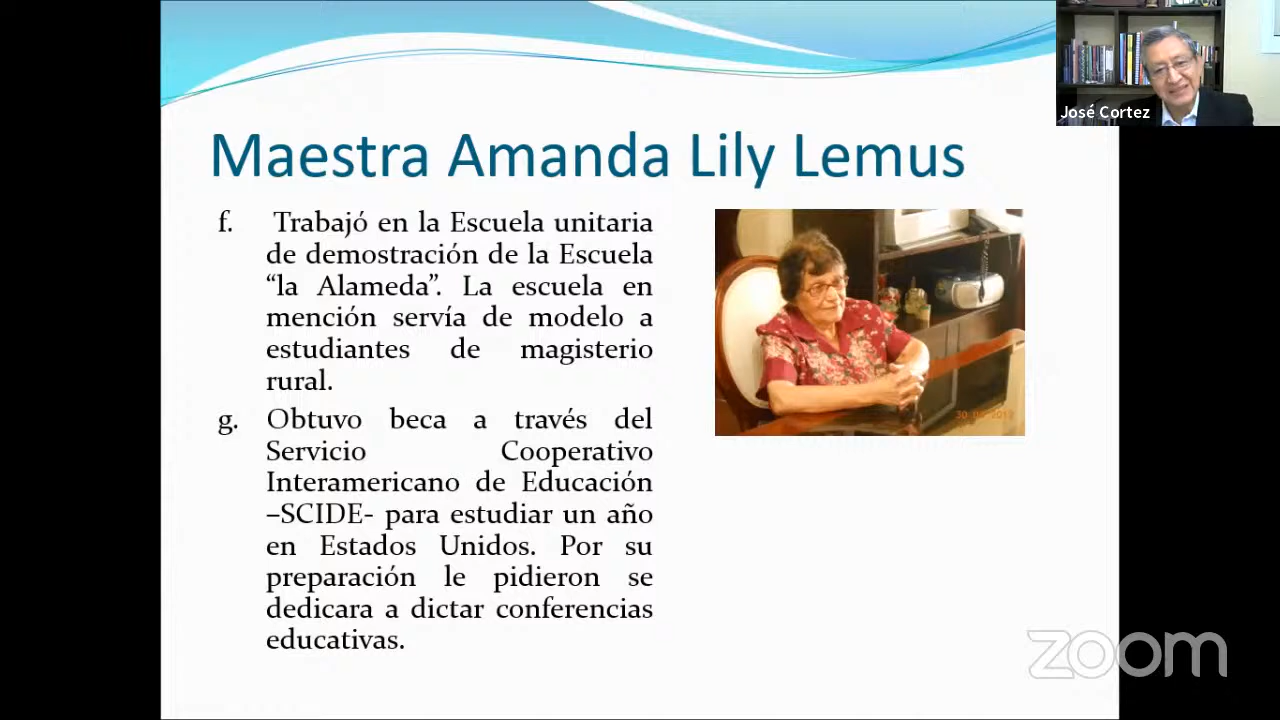 José Cortez
Maestra Amanda Lily Lemus
f. Trabajó en la Escuela unitaria
de demostración de la Escuela
“la Alameda”. La escuela en
mención servía de modelo a
estudiantes de magisterio
rural.
g. Obtuvo beca a través del
Servicio Cooperativo
Interamericano de Educación
–SCIDE- para estudiar un año
en Estados Unidos. Por su
preparación le pidieron se
dedicara a dictar conferencias
educativas.
zoom